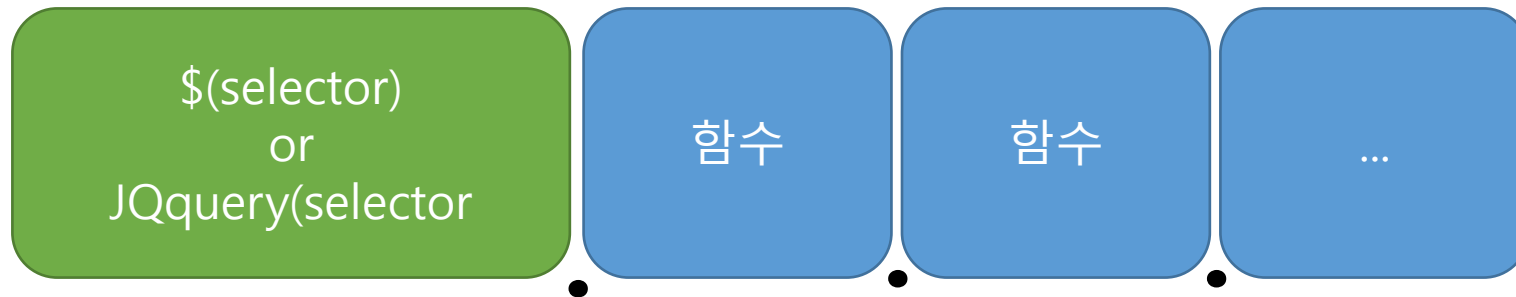 $(selector)
or
JQquery(selector
함수
함수
...